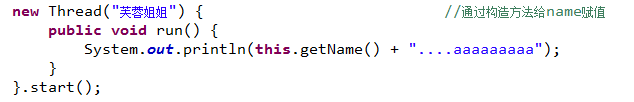 new Thread("芙蓉姐姐") {                              //通过构造方法给name赋值
    public void run() {
        System.out.println(this.getName() + "....aaaaaaaaa");
    }
}.start();